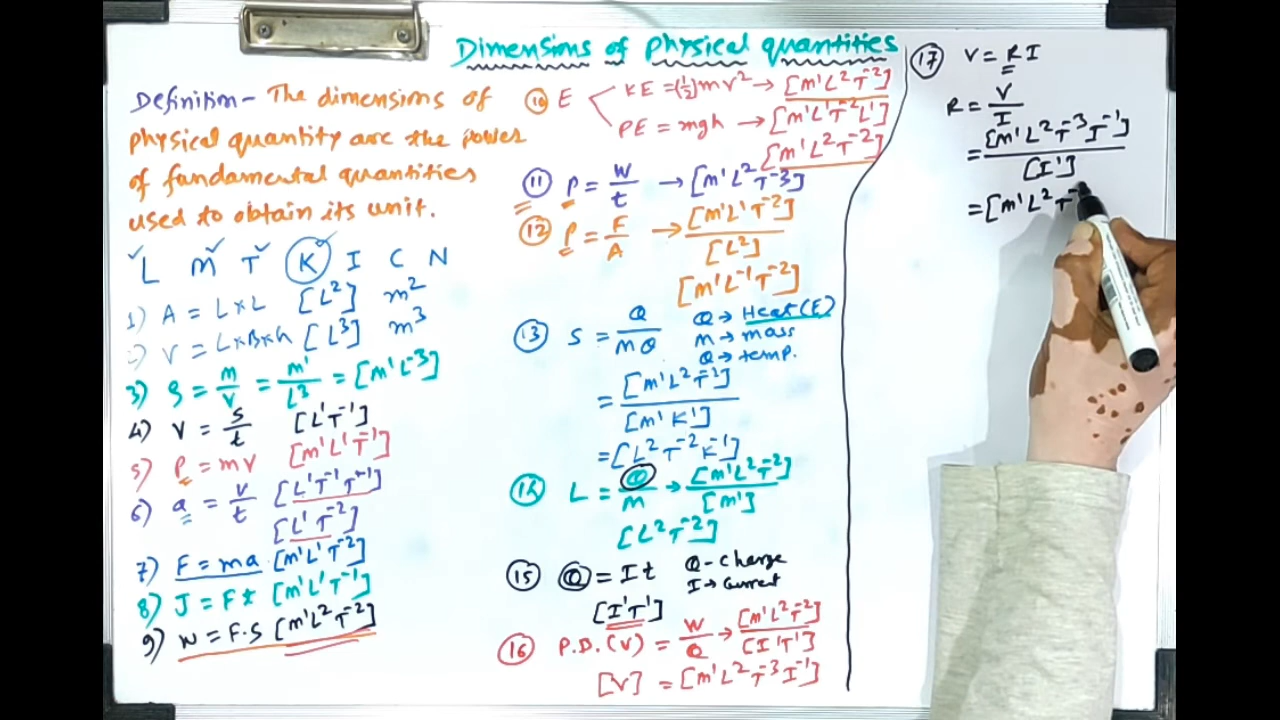 Dimensions of Physical quantities
Definition- The dimensions of
physical quantity are the power
of fundamental quantities
used to obtain its unit.
L M T K I C N
1) A = L×L [L²] m²
2) V = L×B×h [L³] m³
3) ρ = m/V = m¹/L³ = [m¹L⁻³]
4) V = s/t [L¹T⁻¹]
5) P = mv [m¹L¹T⁻¹]
6) a = v/t [L¹T⁻¹T⁻¹]
[L¹T⁻²]
7) F = ma [m¹L¹T⁻²]
8) J = F t [m¹L¹T⁻¹]
9) W = F·S [m¹L²T⁻²]
10 E KE = (½)mv² → [m¹L²T⁻²]
PE = mgh → [m¹L¹T⁻²L¹]
[m¹L²T⁻²]
11 P = W/t → [m¹L²T⁻³]
12 P = F/A → [m¹L¹T⁻²]/[L²]
[m¹L⁻¹T⁻²]
13 S = Q/mθ Q → Heat(E)
m → mass
θ → temp.
= [m¹L²T⁻²]/[m¹K¹]
= [L²T⁻²K⁻¹]
14 L = Q/m → [m¹L²T⁻²]/[m¹]
[L²T⁻²]
15 Q = It Q - Charge
I → Current
[I¹T¹]
16 P.D.(V) = W/Q → [m¹L²T⁻²]/[I¹T¹]
[V] = [m¹L²T⁻³I⁻¹]
17 V = RI
R = V/I
= [m¹L²T⁻³I⁻¹]/[I¹]
= [m¹L²T⁻